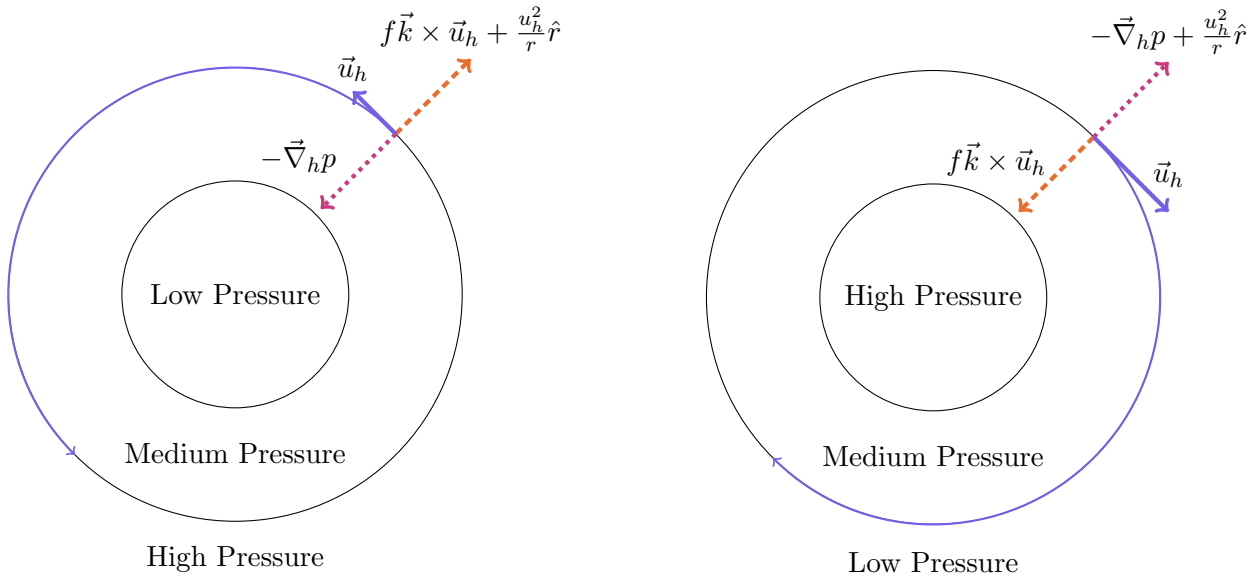 $f\vec{k} \times \vec{u}_h + \frac{u_h^2}{r}\hat{r}$
$\vec{u}_h$
$-\vec{\nabla}_h p$
Low Pressure
Medium Pressure
High Pressure
$-\vec{\nabla}_h p + \frac{u_h^2}{r}\hat{r}$
$f\vec{k} \times \vec{u}_h$
$\vec{u}_h$
High Pressure
Medium Pressure
Low Pressure